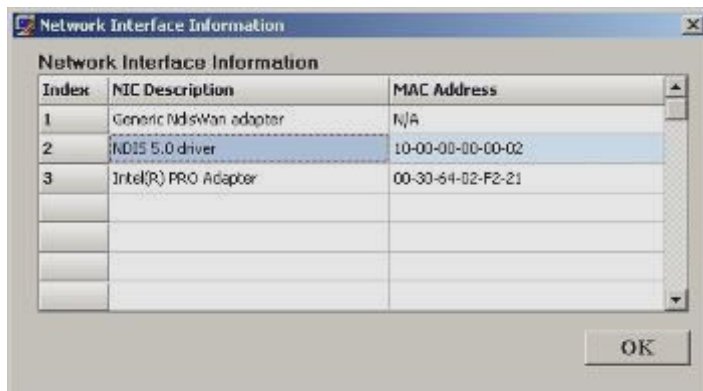 Network Interface Information
Network Interface Information
Index NIC Description MAC Address
1 Generic NdisWan adapter N/A
2 NDIS 5.0 driver 10-00-00-00-00-02
3 Intel(R) PRO Adapter 00-30-64-02-F2-21
OK